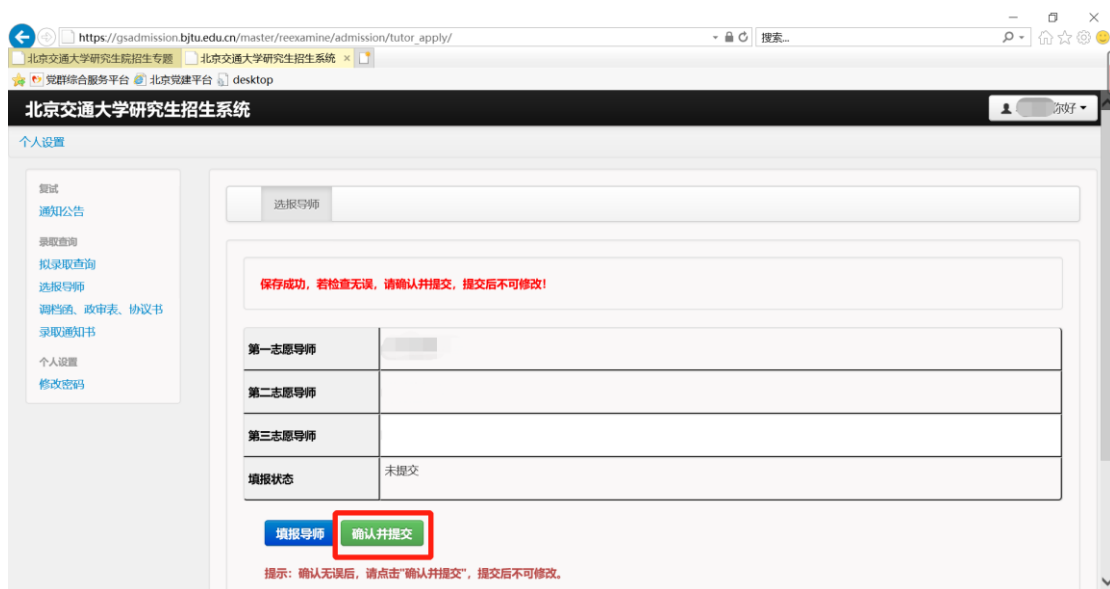 https://gsadmission.bjtu.edu.cn/master/reexamine/admission/tutor_apply/
搜索...
北京交通大学研究生院招生专题
北京交通大学研究生招生系统 ×
党群综合服务平台 北京党建平台 desktop
北京交通大学研究生招生系统
你好
个人设置
复试
通知公告
录取查询
拟录取查询
选报导师
调档函、政审表、协议书
录取通知书
个人设置
修改密码
选报导师
保存成功，若检查无误，请确认并提交，提交后不可修改！
第一志愿导师
第二志愿导师
第三志愿导师
填报状态 未提交
填报导师 确认并提交
提示：确认无误后，请点击"确认并提交"，提交后不可修改。